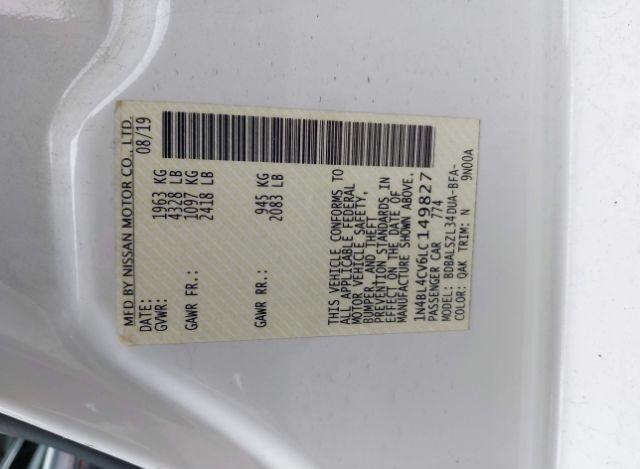 MFD BY NISSAN MOTOR CO., LTD.
DATE: 08/19
GVWR: 1963 KG
4328 LB
GAWR FR.: 1097 KG
2418 LB
GAWR RR.: 945 KG
2083 LB
THIS VEHICLE CONFORMS TO
ALL APPLICABLE FEDERAL
MOTOR VEHICLE SAFETY,
BUMPER, AND THEFT
PREVENTION STANDARDS IN
EFFECT ON THE DATE OF
MANUFACTURE SHOWN ABOVE.
1N4BL4CV6LC149827
PASSENGER CAR 774
MODEL: BDBALSZL34DUA-BFA-
COLOR: QAK TRIM: N 9N00A